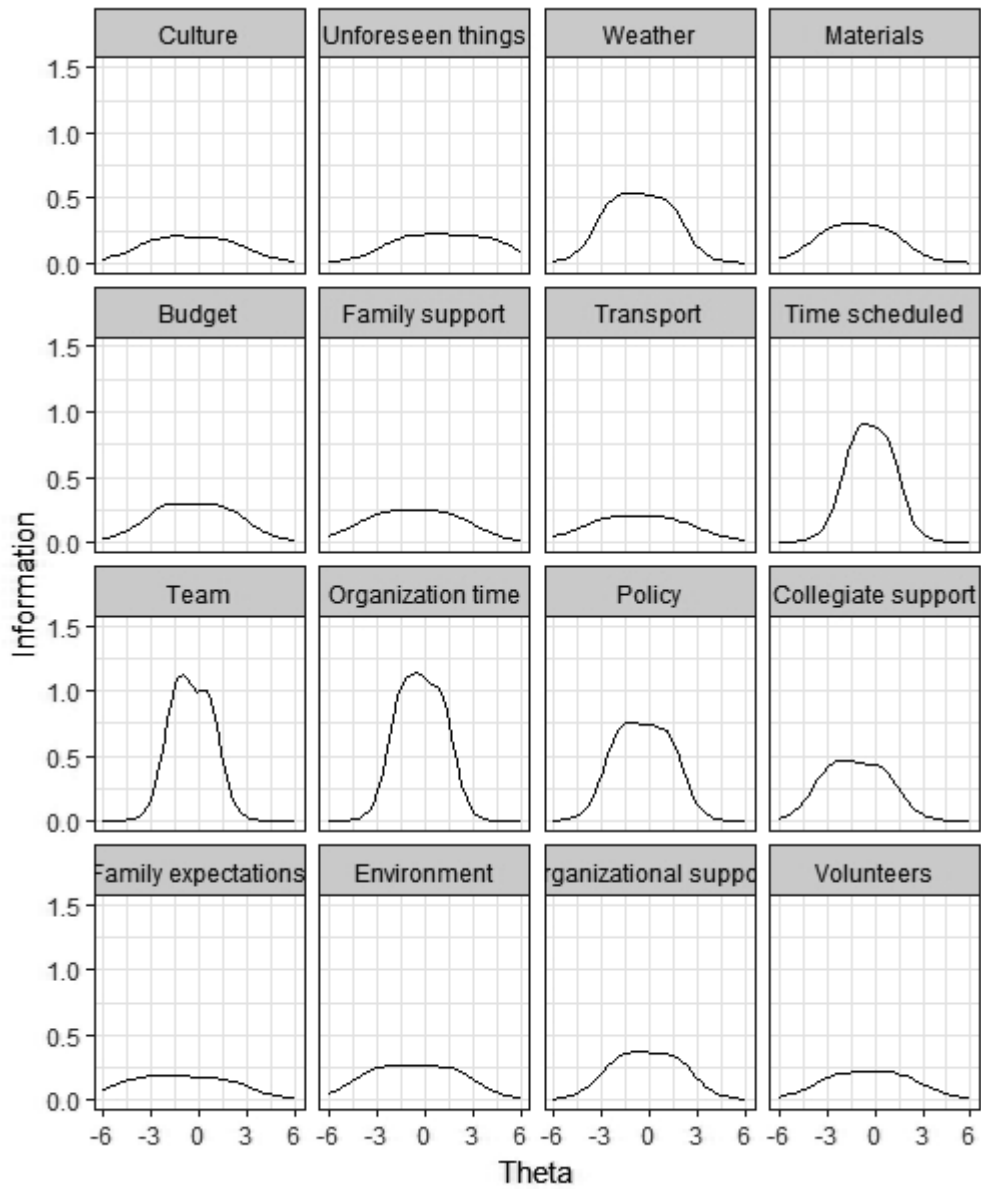 Culture Unforeseen things Weather Materials
1.5
1.0
0.5
0.0
Budget Family support Transport Time scheduled
1.5
1.0
0.5
0.0
Team Organization time Policy Collegiate support
1.5
1.0
0.5
0.0
Family expectations Environment rganizational suppo Volunteers
1.5
1.0
0.5
0.0
-6 -3 0 3 6 -6 -3 0 3 6 -6 -3 0 3 6 -6 -3 0 3 6
Information
Theta